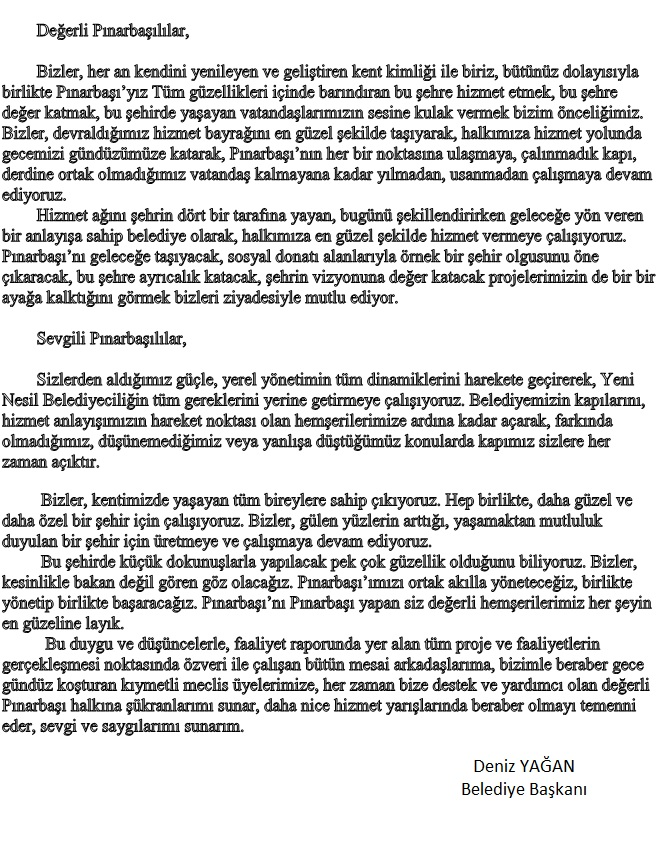 Değerli Pınarbaşılılar,
Bizler, her an kendini yenileyen ve geliştiren kent kimliği ile biriz, bütünüz dolayısıyla
birlikte Pınarbaşı’yız Tüm güzellikleri içinde barındıran bu şehre hizmet etmek, bu şehre
değer katmak, bu şehirde yaşayan vatandaşlarımızın sesine kulak vermek bizim önceliğimiz.
Bizler, devraldığımız hizmet bayrağını en güzel şekilde taşıyarak, halkımıza hizmet yolunda
gecemizi gündüzümüze katarak, Pınarbaşı’nın her bir noktasına ulaşmaya, çalınmadık kapı,
derdine ortak olmadığımız vatandaş kalmayana kadar yılmadan, usanmadan çalışmaya devam
ediyoruz.
Hizmet ağını şehrin dört bir tarafına yayan, bugünü şekillendirirken geleceğe yön veren
bir anlayışa sahip belediye olarak, halkımıza en güzel şekilde hizmet vermeye çalışıyoruz.
Pınarbaşı’nı geleceğe taşıyacak, sosyal donatı alanlarıyla örnek bir şehir olgusunu öne
çıkaracak, bu şehre ayrıcalık katacak, şehrin vizyonuna değer katacak projelerimizin de bir bir
ayağa kalktığını görmek bizleri ziyadesiyle mutlu ediyor.
Sevgili Pınarbaşılılar,
Sizlerden aldığımız güçle, yerel yönetimin tüm dinamiklerini harekete geçirerek, Yeni
Nesil Belediyeciliğin tüm gereklerini yerine getirmeye çalışıyoruz. Belediyemizin kapılarını,
hizmet anlayışımızın hareket noktası olan hemşerilerimize ardına kadar açarak, farkında
olmadığımız, düşünemediğimiz veya yanlışa düştüğümüz konularda kapımız sizlere her
zaman açıktır.
Bizler, kentimizde yaşayan tüm bireylere sahip çıkıyoruz. Hep birlikte, daha güzel ve
daha özel bir şehir için çalışıyoruz. Bizler, gülen yüzlerin arttığı, yaşamaktan mutluluk
duyulan bir şehir için üretmeye ve çalışmaya devam ediyoruz.
Bu şehirde küçük dokunuşlarla yapılacak pek çok güzellik olduğunu biliyoruz. Bizler,
kesinlikle bakan değil gören göz olacağız. Pınarbaşı’mızı ortak akılla yöneteceğiz, birlikte
yönetip birlikte başaracağız. Pınarbaşı’nı Pınarbaşı yapan siz değerli hemşerilerimiz her şeyin
en güzeline layık.
Bu duygu ve düşüncelerle, faaliyet raporunda yer alan tüm proje ve faaliyetlerin
gerçekleşmesi noktasında özveri ile çalışan bütün mesai arkadaşlarıma, bizimle beraber gece
gündüz koşturan kıymetli meclis üyelerimize, her zaman bize destek ve yardımcı olan değerli
Pınarbaşı halkına şükranlarımı sunar, daha nice hizmet yarışlarında beraber olmayı temenni
eder, sevgi ve saygılarımı sunarım.
Deniz YAĞAN
Belediye Başkanı